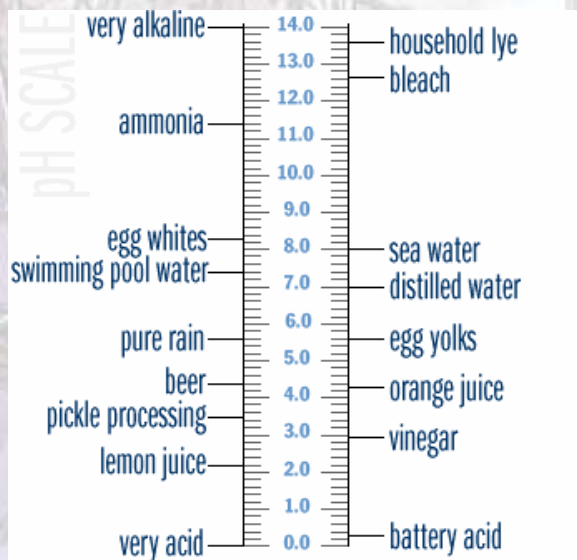 pH SCALE
very alkaline
ammonia
egg whites
swimming pool water
pure rain
beer
pickle processing
lemon juice
very acid
14.0
13.0
12.0
11.0
10.0
9.0
8.0
7.0
6.0
5.0
4.0
3.0
2.0
1.0
0.0
household lye
bleach
sea water
distilled water
egg yolks
orange juice
vinegar
battery acid